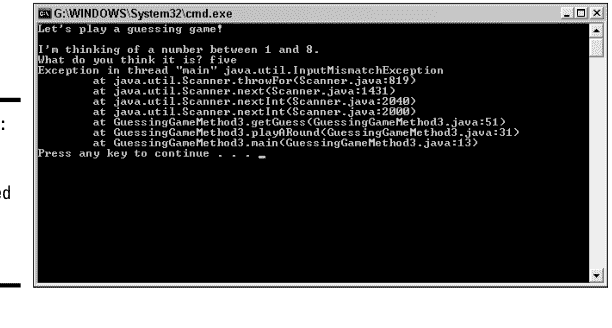 G:\WINDOWS\System32\cmd.exe
Let's play a guessing game!
I'm thinking of a number between 1 and 8.
What do you think it is? five
Exception in thread "main" java.util.InputMismatchException
at java.util.Scanner.throwFor(Scanner.java:819)
at java.util.Scanner.next(Scanner.java:1431)
at java.util.Scanner.nextInt(Scanner.java:2040)
at java.util.Scanner.nextInt(Scanner.java:2000)
at GuessingGameMethod3.getGuess(GuessingGameMethod3.java:51)
at GuessingGameMethod3.playARound(GuessingGameMethod3.java:31)
at GuessingGameMethod3.main(GuessingGameMethod3.java:13)
Press any key to continue . . . _
:
ed